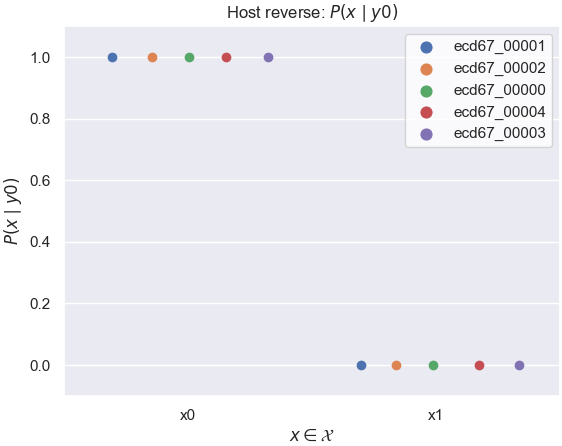 Host reverse: P(x | y0)
ecd67_00001
ecd67_00002
ecd67_00000
ecd67_00004
ecd67_00003
P(x | y0)
1.0
0.8
0.6
0.4
0.2
0.0
x0 x1
x ∈ 𝒳